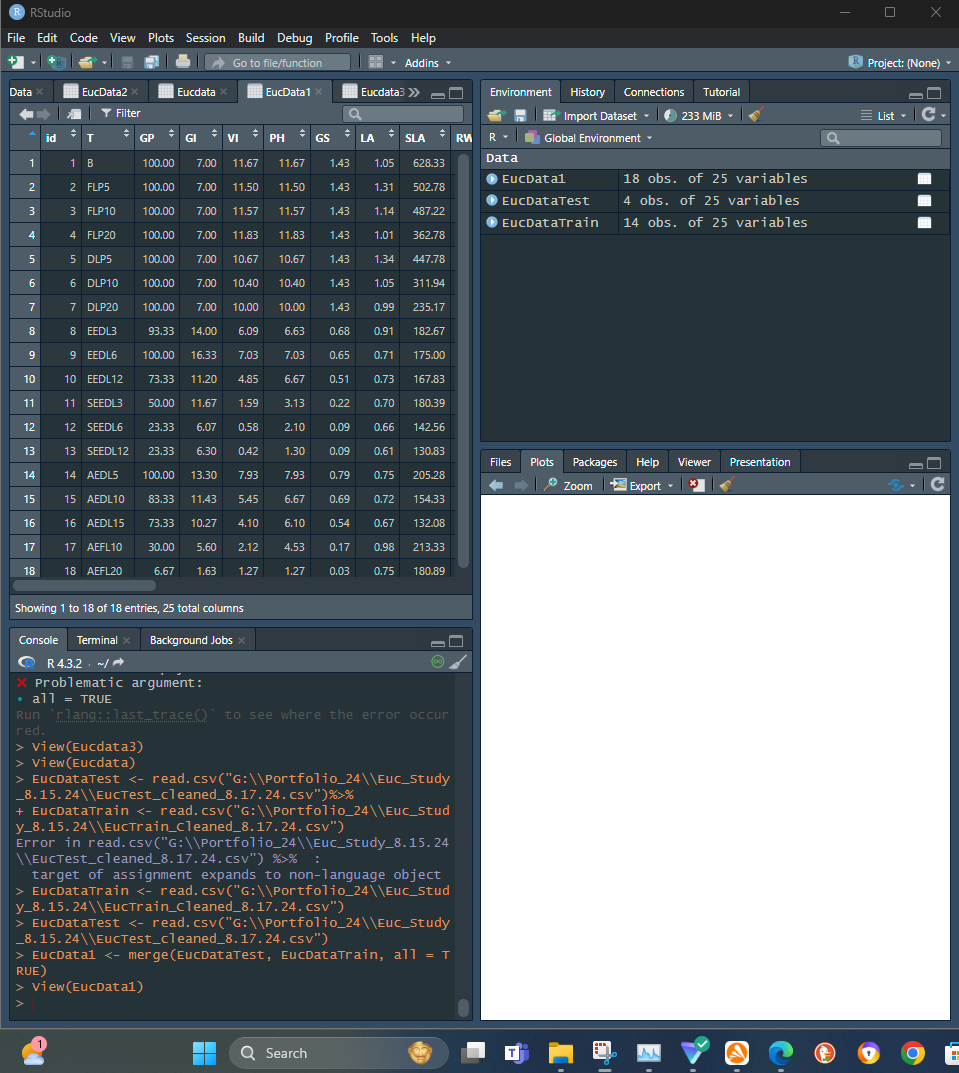 RStudio
File Edit Code View Plots Session Build Debug Profile Tools Help
Go to file/function Addins Project: (None)
Data EucData2 Eucdata EucData1 Eucdata3
Filter
id T GP GI VI PH GS LA SLA RW
1 1 B 100.00 7.00 11.67 11.67 1.43 1.05 628.33
2 2 FLP5 100.00 7.00 11.50 11.50 1.43 1.31 502.78
3 3 FLP10 100.00 7.00 11.57 11.57 1.43 1.14 487.22
4 4 FLP20 100.00 7.00 11.83 11.83 1.43 1.01 362.78
5 5 DLP5 100.00 7.00 10.67 10.67 1.43 1.34 447.78
6 6 DLP10 100.00 7.00 10.40 10.40 1.43 1.05 311.94
7 7 DLP20 100.00 7.00 10.00 10.00 1.43 0.99 235.17
8 8 EEDL3 93.33 14.00 6.09 6.63 0.68 0.91 182.67
9 9 EEDL6 100.00 16.33 7.03 7.03 0.65 0.71 175.00
10 10 EEDL12 73.33 11.20 4.85 6.67 0.51 0.73 167.83
11 11 SEEDL3 50.00 11.67 1.59 3.13 0.22 0.70 180.39
12 12 SEEDL6 23.33 6.07 0.58 2.10 0.09 0.66 142.56
13 13 SEEDL12 23.33 6.30 0.42 1.30 0.09 0.61 130.83
14 14 AEDL5 100.00 13.30 7.93 7.93 0.79 0.75 205.28
15 15 AEDL10 83.33 11.43 5.45 6.67 0.69 0.72 154.33
16 16 AEDL15 73.33 10.27 4.10 6.10 0.54 0.67 132.08
17 17 AEFL10 30.00 5.60 2.12 4.53 0.17 0.98 213.33
18 18 AEFL20 6.67 1.63 1.27 1.27 0.03 0.75 180.89
Showing 1 to 18 of 18 entries, 25 total columns
Console Terminal Background Jobs
R 4.3.2 · ~/
Problematic argument:
• all = TRUE
Run `rlang::last_trace()` to see where the error occur
red.
> View(Eucdata3)
> View(Eucdata)
> EucDataTest <- read.csv("G:\\Portfolio_24\\Euc_Study
_8.15.24\\EucTest_cleaned_8.17.24.csv")%>%
+ EucDataTrain <- read.csv("G:\\Portfolio_24\\Euc_Stud
y_8.15.24\\EucTrain_Cleaned_8.17.24.csv")
Error in read.csv("G:\\Portfolio_24\\Euc_Study_8.15.24
\\EucTest_cleaned_8.17.24.csv") %>% :
target of assignment expands to non-language object
> EucDataTrain <- read.csv("G:\\Portfolio_24\\Euc_Stud
y_8.15.24\\EucTrain_Cleaned_8.17.24.csv")
> EucDataTest <- read.csv("G:\\Portfolio_24\\Euc_Study
_8.15.24\\EucTest_cleaned_8.17.24.csv")
> EucData1 <- merge(EucDataTest, EucDataTrain, all = T
RUE)
> View(EucData1)
>
Environment History Connections Tutorial
Import Dataset 233 MiB List
R Global Environment
Data
EucData1 18 obs. of 25 variables
EucDataTest 4 obs. of 25 variables
EucDataTrain 14 obs. of 25 variables
Files Plots Packages Help Viewer Presentation
Zoom Export
1 Search